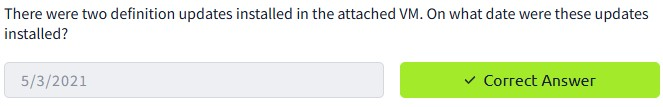 There were two definition updates installed in the attached VM. On what date were these updates
installed?
5/3/2021
✓ Correct Answer